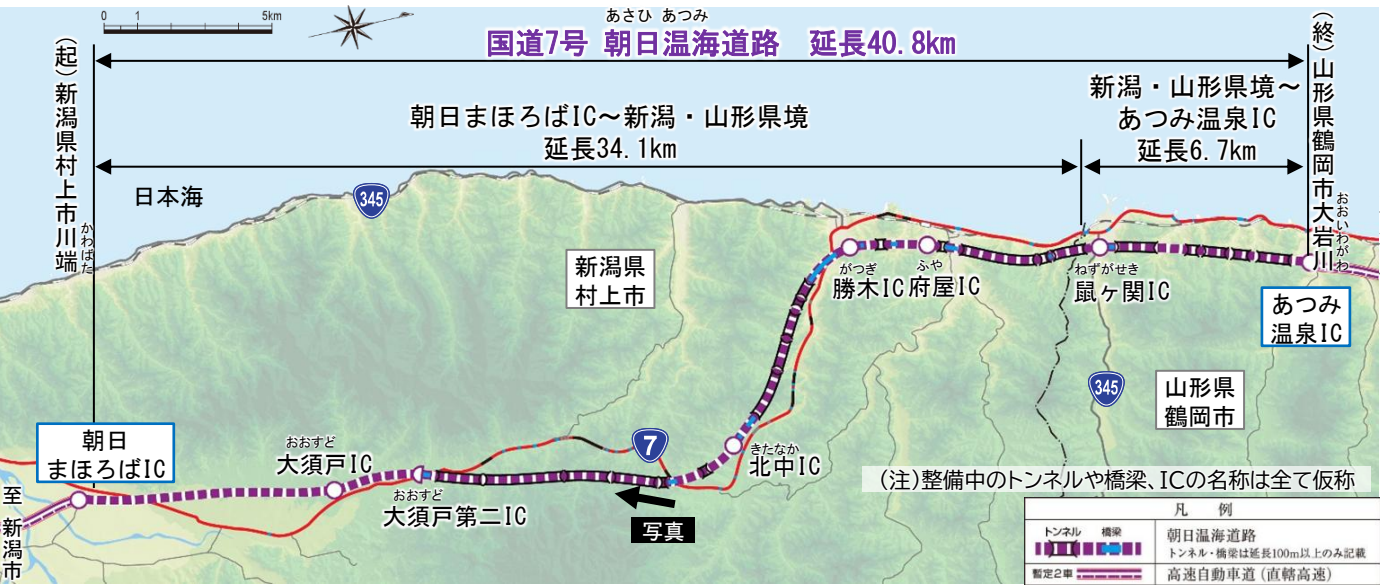 0 1 5km
あさひ あつみ
国道7号 朝日温海道路 延長40.8km
(起)新潟県村上市川端
かわばた
(終)山形県鶴岡市大岩川
おおいわがわ
朝日まほろばIC～新潟・山形県境
延長34.1km
新潟・山形県境～
あつみ温泉IC
延長6.7km
日本海
345
新潟県
村上市
がつぎ
勝木IC
ふや
府屋IC
ねずがせき
鼠ヶ関IC
あつみ
温泉IC
345
山形県
鶴岡市
朝日
まほろばIC
おおすど
大須戸IC
おおすど
大須戸第二IC
7
きたなか
北中IC
写真
至 新潟市
(注)整備中のトンネルや橋梁、ICの名称は全て仮称
凡 例
トンネル 橋梁
朝日温海道路
トンネル・橋梁は延長100m以上のみ記載
暫定2車
高速自動車道(直轄高速)